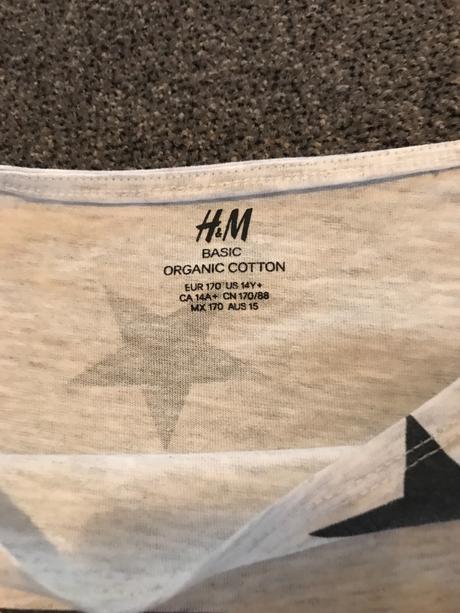 H&M
BASIC
ORGANIC COTTON
EUR 170 US 14Y+
CA 14A+ CN 170/88
MX 170 AUS 15